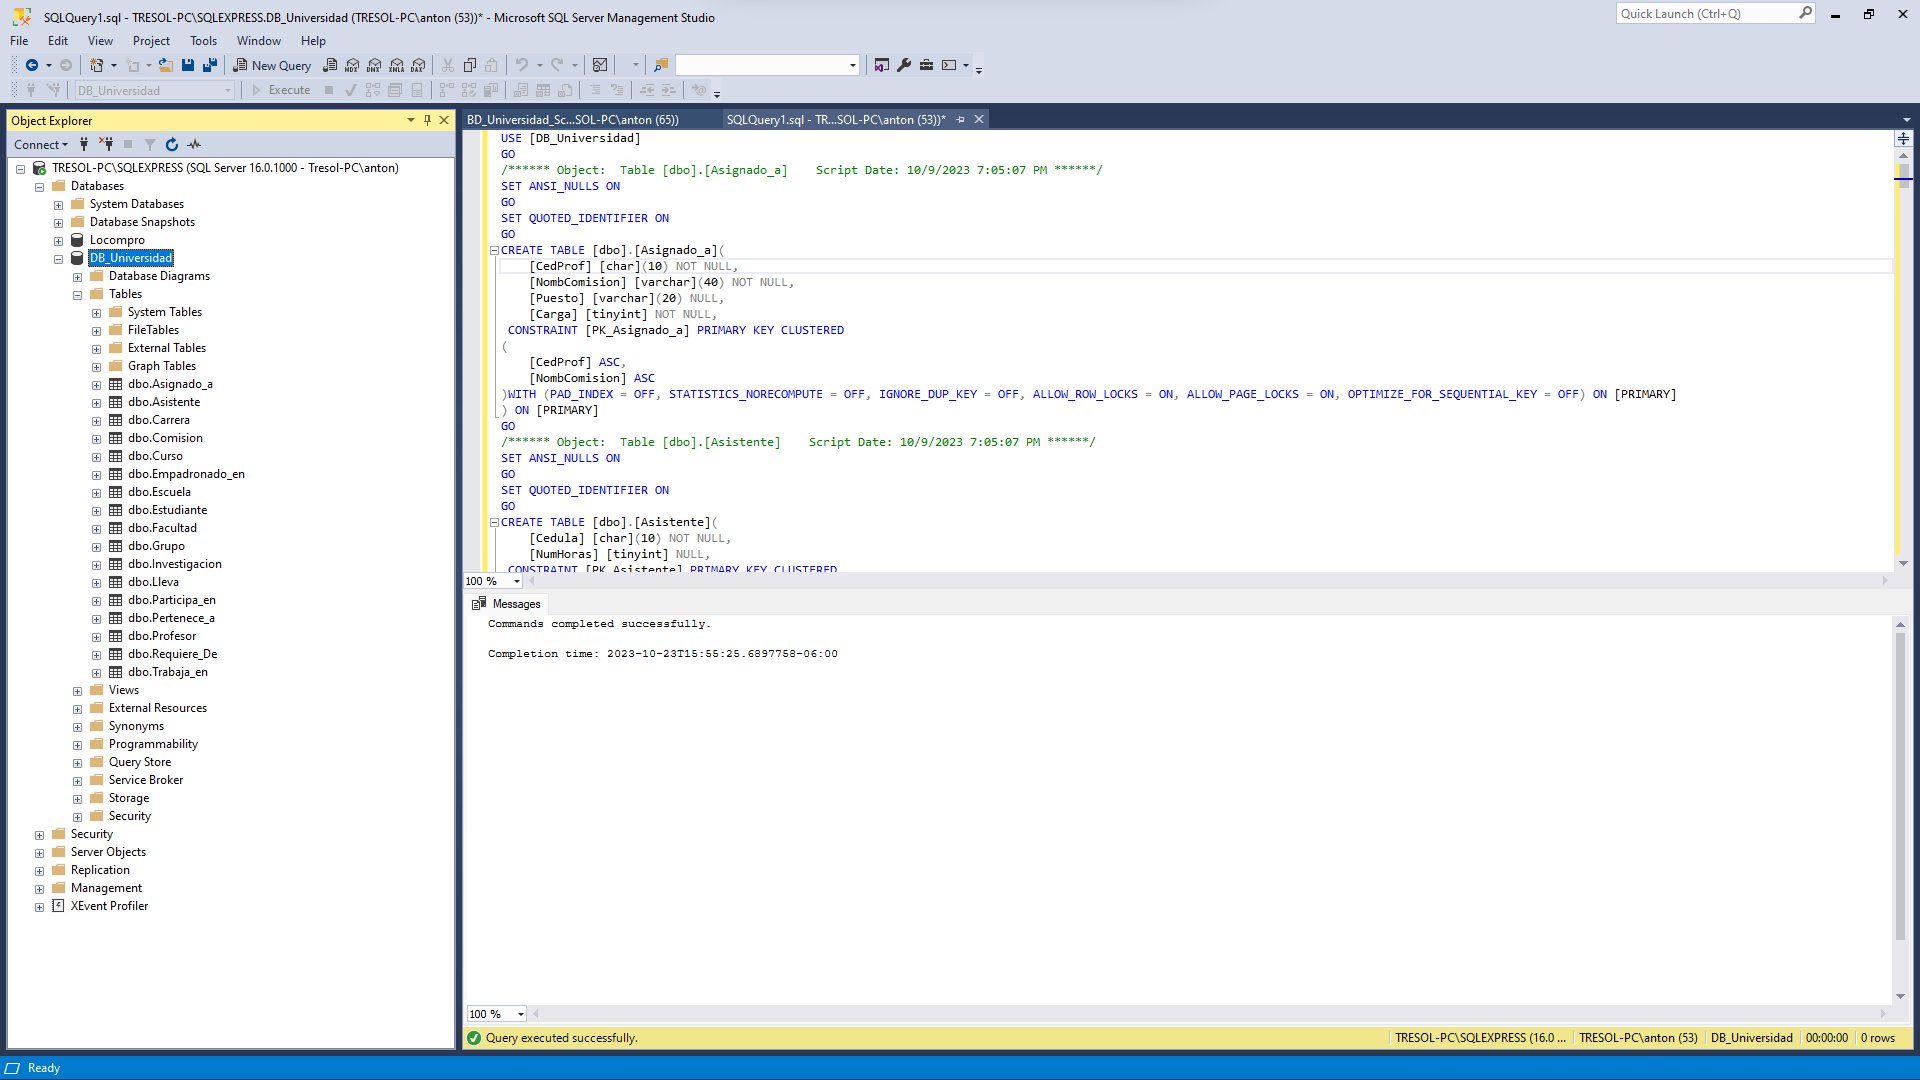 SQLQuery1.sql - TRESOL-PC\SQLEXPRESS.DB_Universidad (TRESOL-PC\anton (53))* - Microsoft SQL Server Management Studio
Quick Launch (Ctrl+Q)
File Edit View Project Tools Window Help
New Query MDX DMX XMLA DAX
DB_Universidad Execute
Object Explorer
Connect
TRESOL-PC\SQLEXPRESS (SQL Server 16.0.1000 - Tresol-PC\anton)
Databases
System Databases
Database Snapshots
Locompro
DB_Universidad
Database Diagrams
Tables
System Tables
FileTables
External Tables
Graph Tables
dbo.Asignado_a
dbo.Asistente
dbo.Carrera
dbo.Comision
dbo.Curso
dbo.Empadronado_en
dbo.Escuela
dbo.Estudiante
dbo.Facultad
dbo.Grupo
dbo.Investigacion
dbo.Lleva
dbo.Participa_en
dbo.Pertenece_a
dbo.Profesor
dbo.Requiere_De
dbo.Trabaja_en
Views
External Resources
Synonyms
Programmability
Query Store
Service Broker
Storage
Security
Security
Server Objects
Replication
Management
XEvent Profiler
BD_Universidad_Sc...SOL-PC\anton (65))
SQLQuery1.sql - TR...SOL-PC\anton (53))*
USE [DB_Universidad]
GO
/****** Object:  Table [dbo].[Asignado_a]    Script Date: 10/9/2023 7:05:07 PM ******/
SET ANSI_NULLS ON
GO
SET QUOTED_IDENTIFIER ON
GO
CREATE TABLE [dbo].[Asignado_a](
[CedProf] [char](10) NOT NULL,
[NombComision] [varchar](40) NOT NULL,
[Puesto] [varchar](20) NULL,
[Carga] [tinyint] NOT NULL,
CONSTRAINT [PK_Asignado_a] PRIMARY KEY CLUSTERED
(
[CedProf] ASC,
[NombComision] ASC
)WITH (PAD_INDEX = OFF, STATISTICS_NORECOMPUTE = OFF, IGNORE_DUP_KEY = OFF, ALLOW_ROW_LOCKS = ON, ALLOW_PAGE_LOCKS = ON, OPTIMIZE_FOR_SEQUENTIAL_KEY = OFF) ON [PRIMARY]
) ON [PRIMARY]
GO
/****** Object:  Table [dbo].[Asistente]    Script Date: 10/9/2023 7:05:07 PM ******/
SET ANSI_NULLS ON
GO
SET QUOTED_IDENTIFIER ON
GO
CREATE TABLE [dbo].[Asistente](
[Cedula] [char](10) NOT NULL,
[NumHoras] [tinyint] NULL,
CONSTRAINT [PK_Asistente] PRIMARY KEY CLUSTERED
100 %
Messages
Commands completed successfully.
Completion time: 2023-10-23T15:55:25.6897758-06:00
100 %
Query executed successfully.
TRESOL-PC\SQLEXPRESS (16.0 ... TRESOL-PC\anton (53) DB_Universidad 00:00:00 0 rows
Ready